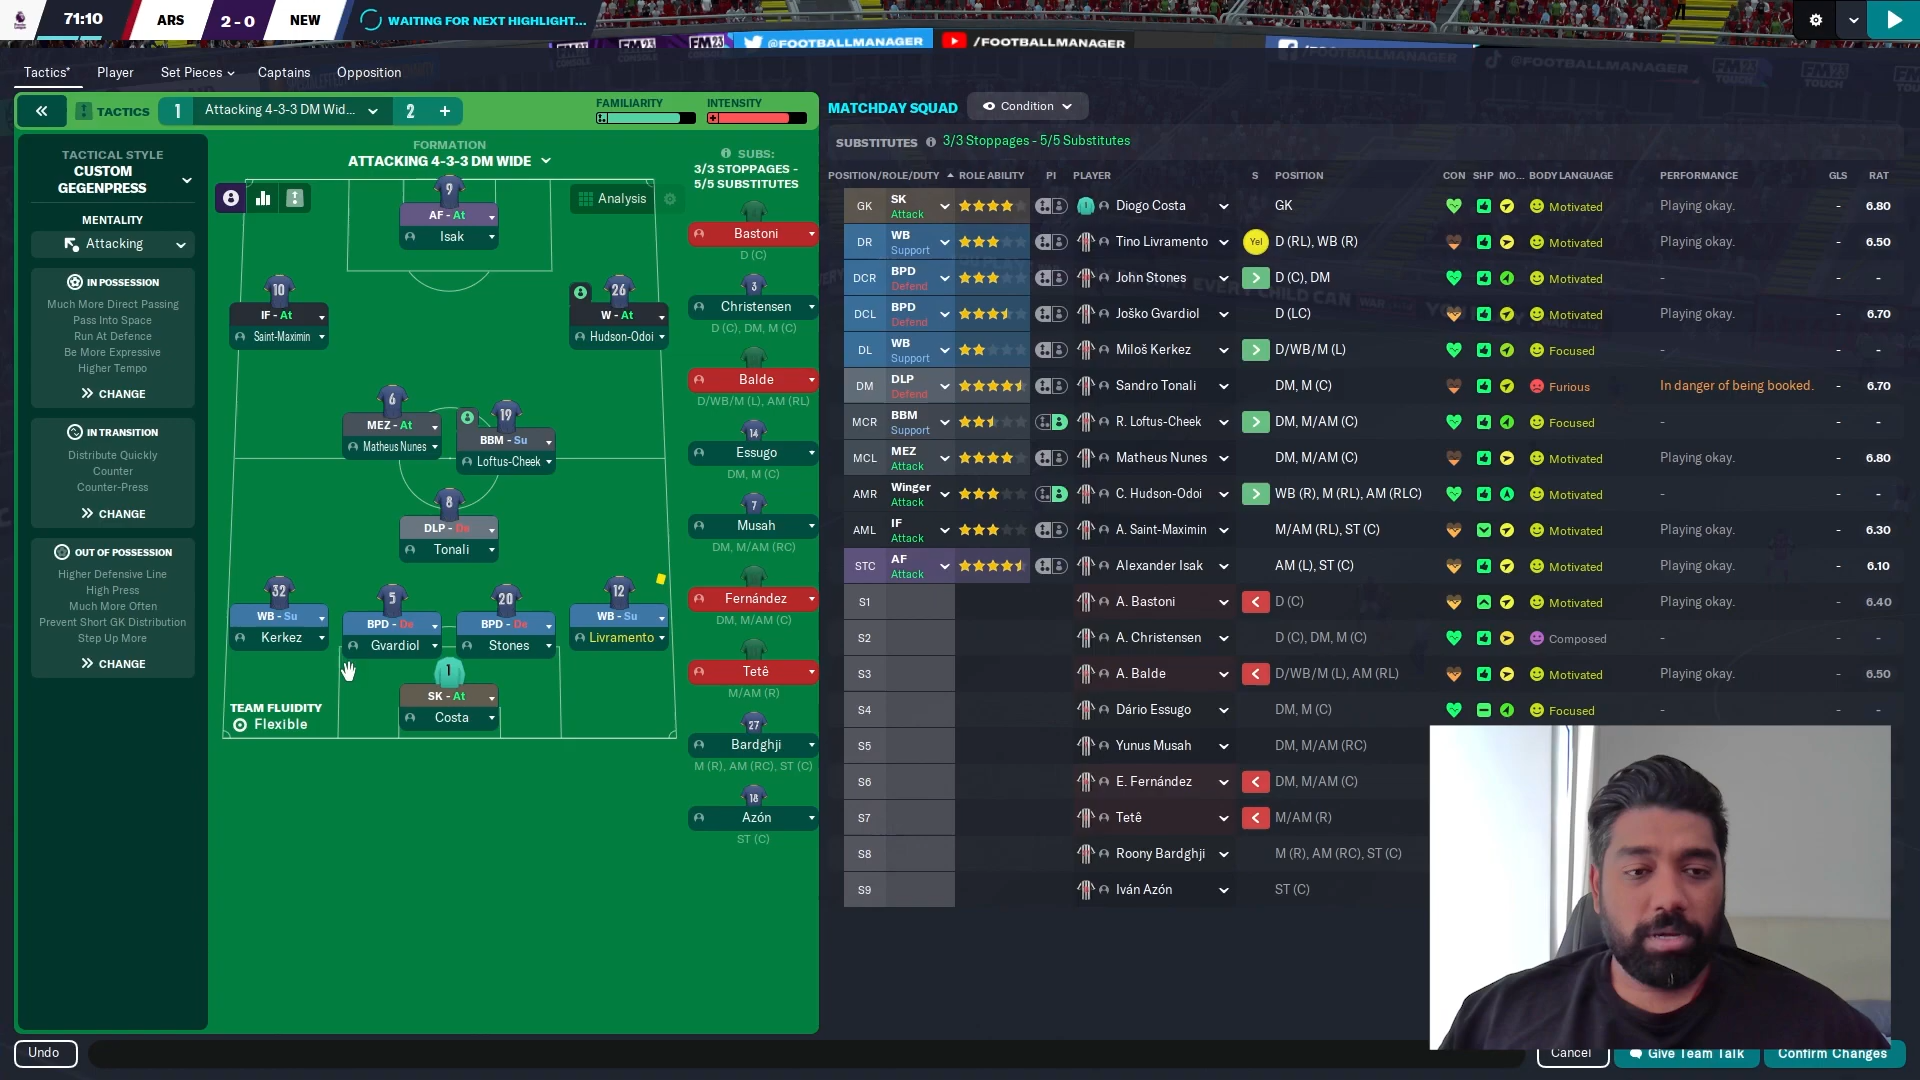 71:10
ARS
2 - 0
NEW
WAITING FOR NEXT HIGHLIGHT...
@FOOTBALLMANAGER
/FOOTBALLMANAGER
Tactics*
Player
Set Pieces
Captains
Opposition
TACTICS
1
Attacking 4-3-3 DM Wid...
2
+
FAMILIARITY
INTENSITY
TACTICAL STYLE
CUSTOM
GEGENPRESS
MENTALITY
Attacking
IN POSSESSION
Much More Direct Passing
Pass Into Space
Run At Defence
Be More Expressive
Higher Tempo
CHANGE
IN TRANSITION
Distribute Quickly
Counter
Counter-Press
CHANGE
OUT OF POSSESSION
Higher Defensive Line
High Press
Much More Often
Prevent Short GK Distribution
Step Up More
CHANGE
FORMATION
ATTACKING 4-3-3 DM WIDE
Analysis
9
AF - At
Isak
10
IF - At
Saint-Maximin
26
W - At
Hudson-Odoi
6
MEZ - At
Matheus Nunes
19
BBM - Su
Loftus-Cheek
8
DLP - De
Tonali
32
WB - Su
Kerkez
5
BPD - De
Gvardiol
20
BPD - De
Stones
12
WB - Su
Livramento
1
SK - At
Costa
TEAM FLUIDITY
Flexible
SUBS:
3/3 STOPPAGES -
5/5 SUBSTITUTES
Bastoni
D (C)
3
Christensen
D (C), DM, M (C)
Balde
D/WB/M (L), AM (RL)
14
Essugo
DM, M (C)
7
Musah
DM, M/AM (RC)
Fernández
DM, M/AM (C)
Tetê
M/AM (R)
27
Bardghji
M (R), AM (RC), ST (C)
18
Azón
ST (C)
MATCHDAY SQUAD
Condition
SUBSTITUTES 3/3 Stoppages - 5/5 Substitutes
POSITION/ROLE/DUTY ROLE ABILITY PI PLAYER S POSITION CON SHP MO... BODY LANGUAGE PERFORMANCE GLS RAT
GK SK Attack Diogo Costa GK Motivated Playing okay. - 6.80
DR WB Support Tino Livramento Yel D (RL), WB (R) Motivated Playing okay. - 6.50
DCR BPD Defend John Stones D (C), DM Motivated - - -
DCL BPD Defend Joško Gvardiol D (LC) Motivated Playing okay. - 6.70
DL WB Support Miloš Kerkez D/WB/M (L) Focused - - -
DM DLP Defend Sandro Tonali DM, M (C) Furious In danger of being booked. - 6.70
MCR BBM Support R. Loftus-Cheek DM, M/AM (C) Focused - - -
MCL MEZ Attack Matheus Nunes DM, M/AM (C) Motivated Playing okay. - 6.80
AMR Winger Attack C. Hudson-Odoi WB (R), M (RL), AM (RLC) Motivated - - -
AML IF Attack A. Saint-Maximin M/AM (RL), ST (C) Motivated Playing okay. - 6.30
STC AF Attack Alexander Isak AM (L), ST (C) Motivated Playing okay. - 6.10
S1 A. Bastoni D (C) Motivated Playing okay. - 6.40
S2 A. Christensen D (C), DM, M (C) Composed - - -
S3 A. Balde D/WB/M (L), AM (RL) Motivated Playing okay. - 6.50
S4 Dário Essugo DM, M (C) Focused - - -
S5 Yunus Musah DM, M/AM (RC)
S6 E. Fernández DM, M/AM (C)
S7 Tetê M/AM (R)
S8 Roony Bardghji M (R), AM (RC), ST (C)
S9 Iván Azón ST (C)
Undo
Cancel
Give Team Talk
Confirm Changes